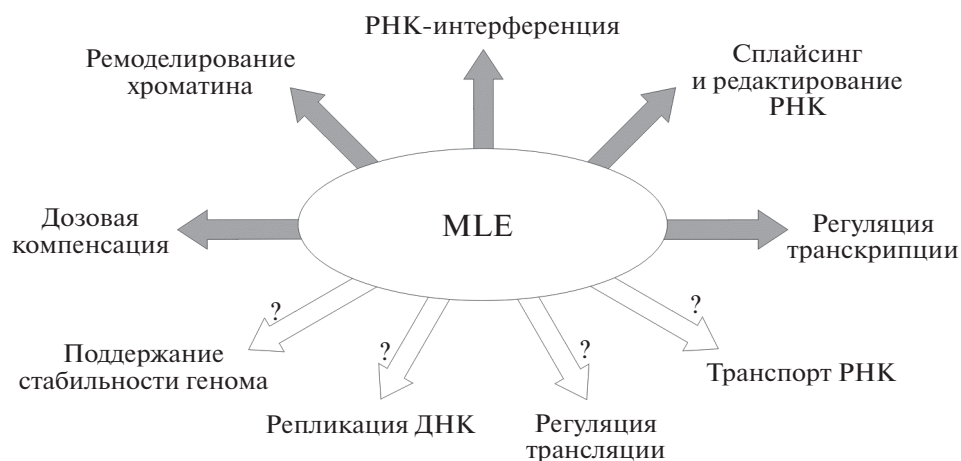 РНК-интерференция
Ремоделирование
хроматина
Сплайсинг
и редактирование
РНК
Дозовая
компенсация
MLE
Регуляция
транскрипции
?
?
?
?
Поддержание
стабильности генома
Репликация ДНК
Регуляция
трансляции
Транспорт РНК